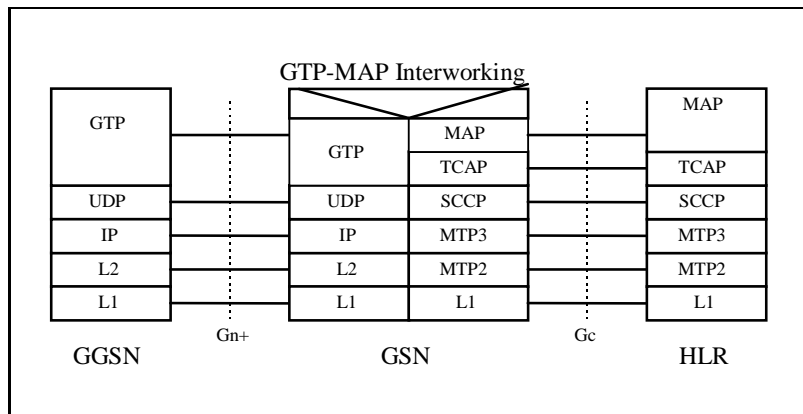 GTP-MAP Interworking
GTP
UDP
IP
L2
L1
GGSN
Gn+
GTP
UDP
IP
L2
L1
MAP
TCAP
SCCP
MTP3
MTP2
L1
GSN
Gc
MAP
TCAP
SCCP
MTP3
MTP2
L1
HLR